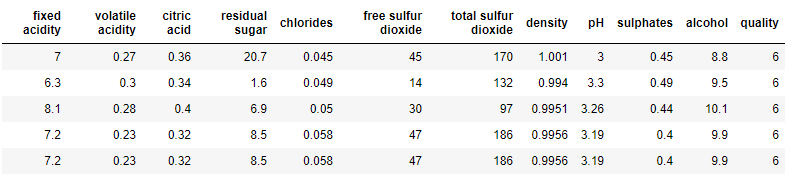 fixed acidity volatile acidity citric acid residual sugar chlorides free sulfur dioxide total sulfur dioxide density pH sulphates alcohol quality
7 0.27 0.36 20.7 0.045 45 170 1.001 3 0.45 8.8 6
6.3 0.3 0.34 1.6 0.049 14 132 0.994 3.3 0.49 9.5 6
8.1 0.28 0.4 6.9 0.05 30 97 0.9951 3.26 0.44 10.1 6
7.2 0.23 0.32 8.5 0.058 47 186 0.9956 3.19 0.4 9.9 6
7.2 0.23 0.32 8.5 0.058 47 186 0.9956 3.19 0.4 9.9 6